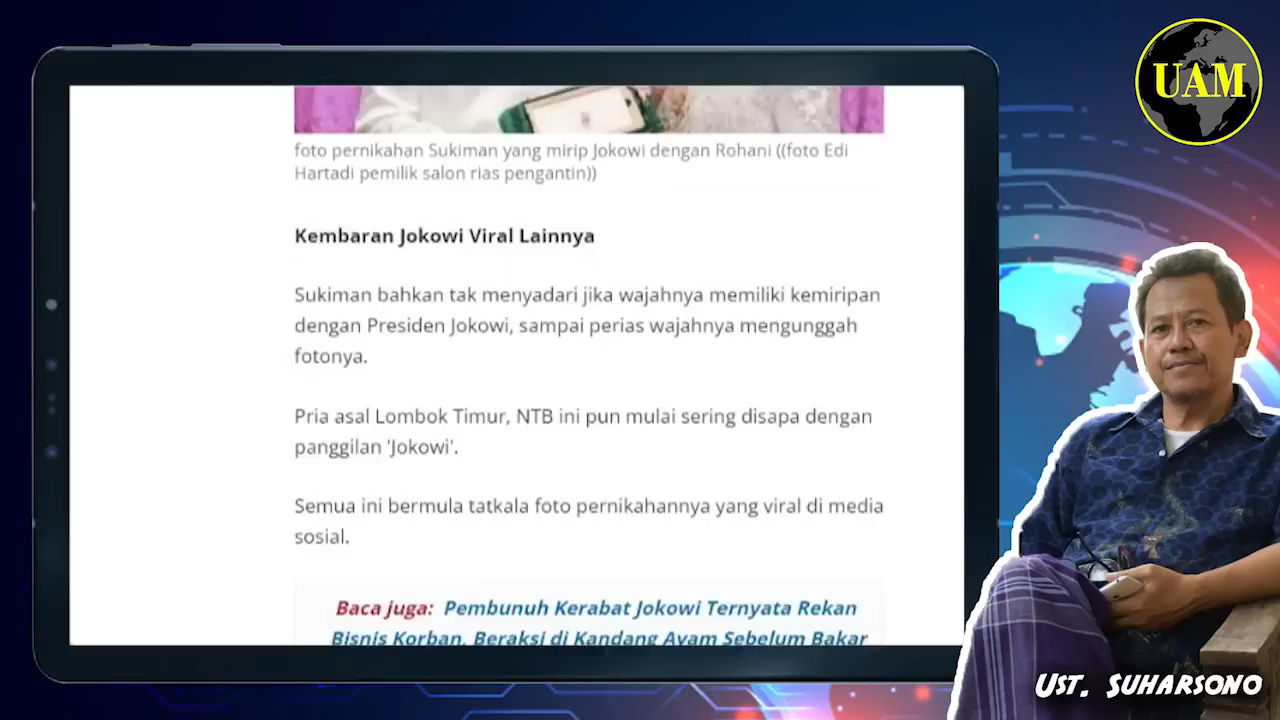 UAM
foto pernikahan Sukiman yang mirip Jokowi dengan Rohani ((foto Edi
Hartadi pemilik salon rias pengantin))
Kembaran Jokowi Viral Lainnya
Sukiman bahkan tak menyadari jika wajahnya memiliki kemiripan
dengan Presiden Jokowi, sampai perias wajahnya mengunggah
fotonya.
Pria asal Lombok Timur, NTB ini pun mulai sering disapa dengan
panggilan 'Jokowi'.
Semua ini bermula tatkala foto pernikahannya yang viral di media
sosial.
Baca juga: Pembunuh Kerabat Jokowi Ternyata Rekan
Bisnis Korban, Beraksi di Kandang Ayam Sebelum Bakar
Ust. Suharsono